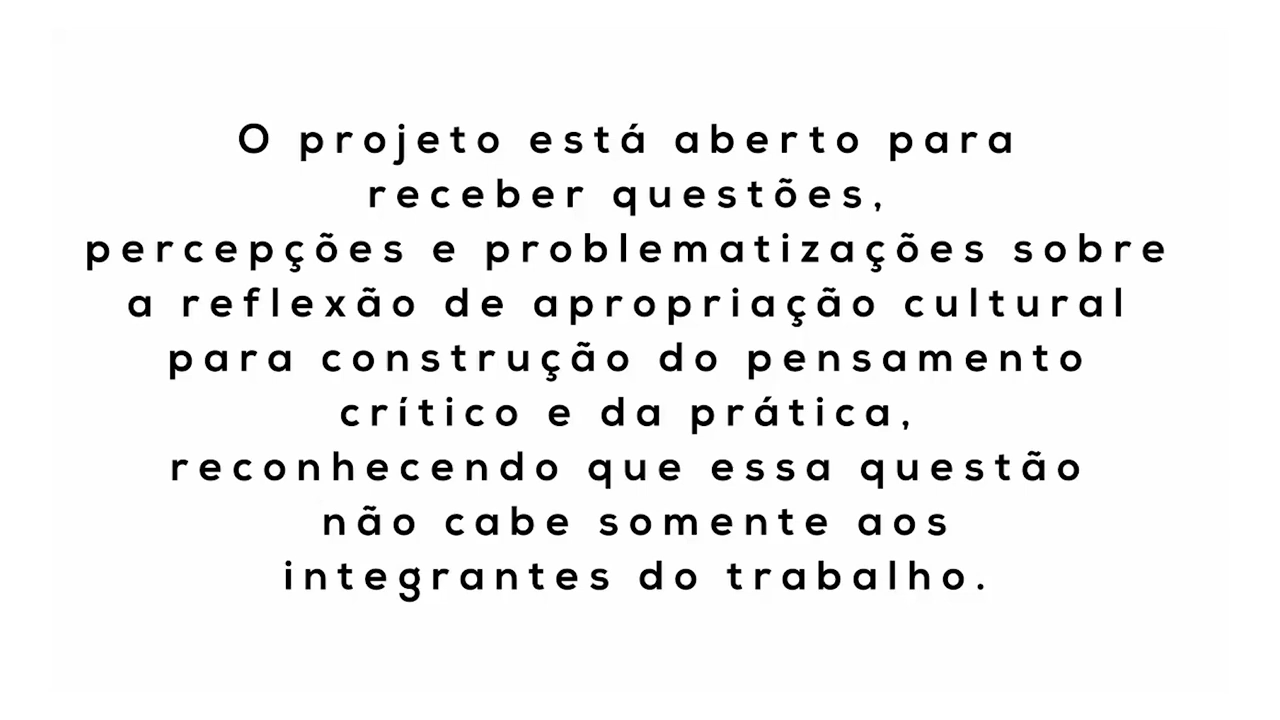 O projeto está aberto para
receber questões,
percepções e problematizações sobre
a reflexão de apropriação cultural
para construção do pensamento
crítico e da prática,
reconhecendo que essa questão
não cabe somente aos
integrantes do trabalho.